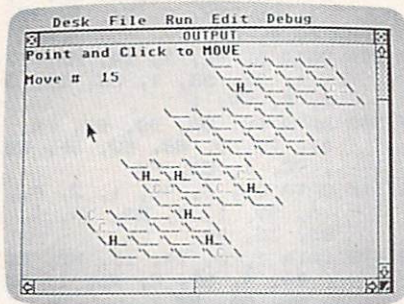 Desk File Run Edit Debug
OUTPUT
Point and Click to MOVE
Move # 15
H
H H
H
C H
H H
C